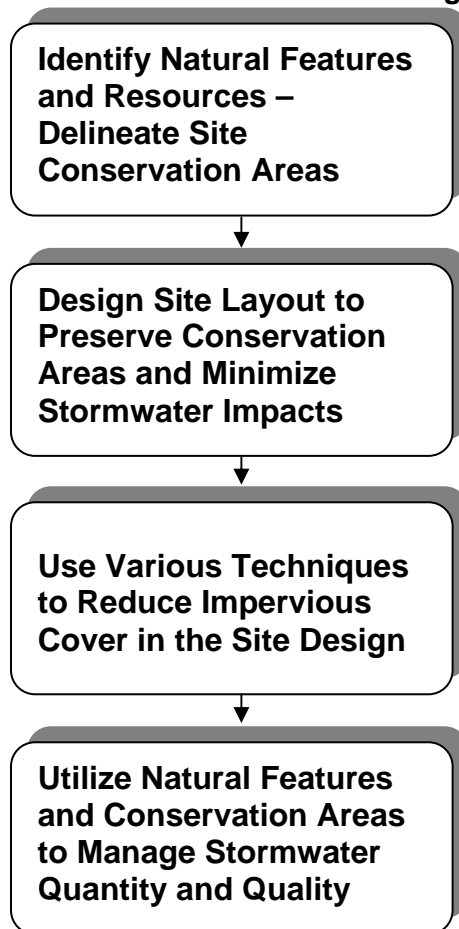 Identify Natural Features
and Resources –
Delineate Site
Conservation Areas
Design Site Layout to
Preserve Conservation
Areas and Minimize
Stormwater Impacts
Use Various Techniques
to Reduce Impervious
Cover in the Site Design
Utilize Natural Features
and Conservation Areas
to Manage Stormwater
Quantity and Quality